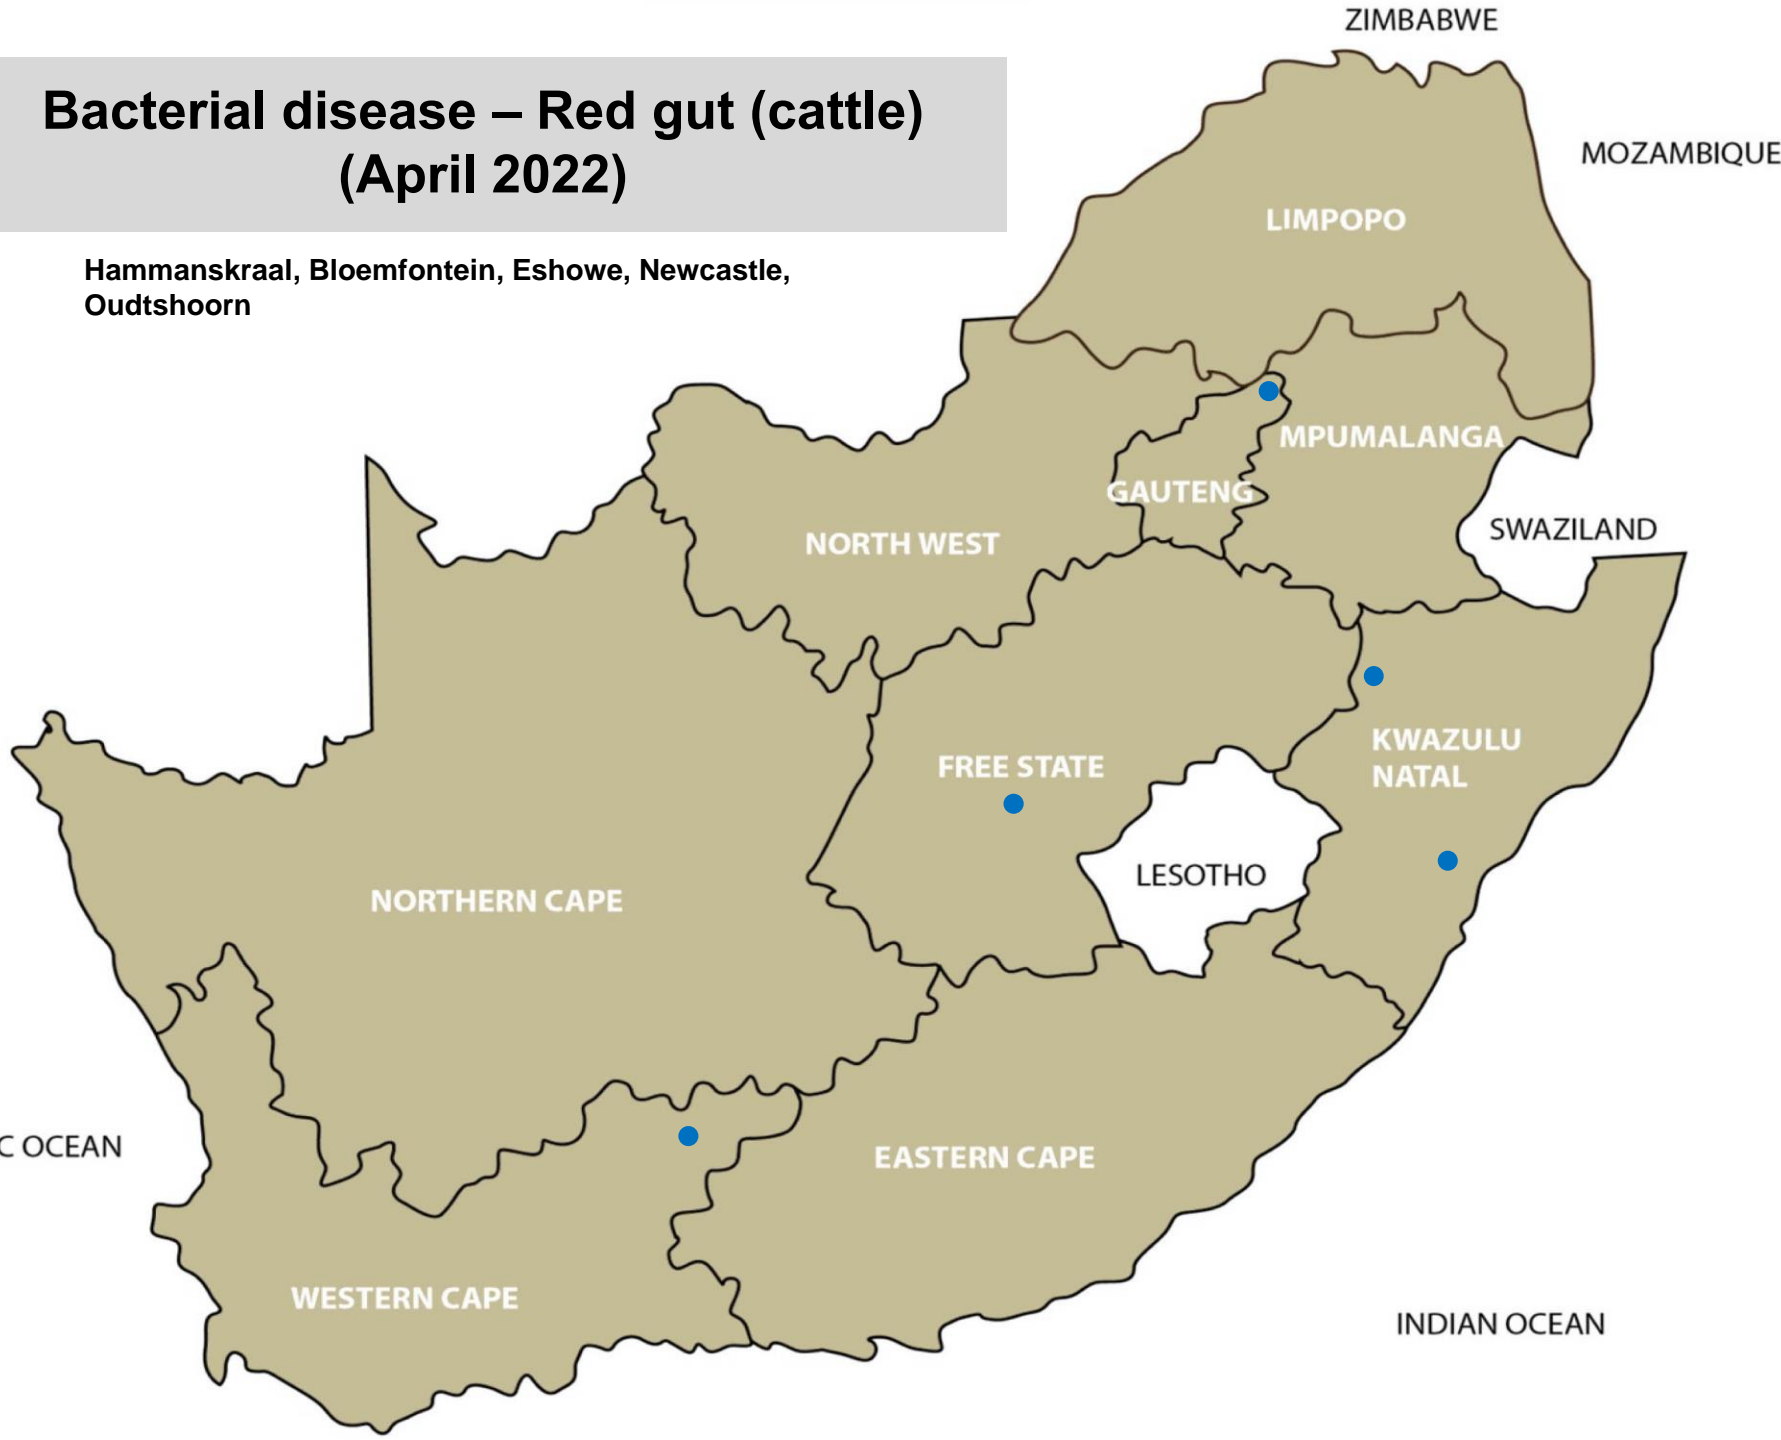 ZIMBABWE
Bacterial disease – Red gut (cattle)
(April 2022)
MOZAMBIQUE
LIMPOPO
Hammanskraal, Bloemfontein, Eshowe, Newcastle,
Oudtshoorn
MPUMALANGA
GAUTENG
SWAZILAND
NORTH WEST
KWAZULU
NATAL
FREE STATE
LESOTHO
NORTHERN CAPE
C OCEAN
EASTERN CAPE
WESTERN CAPE
INDIAN OCEAN